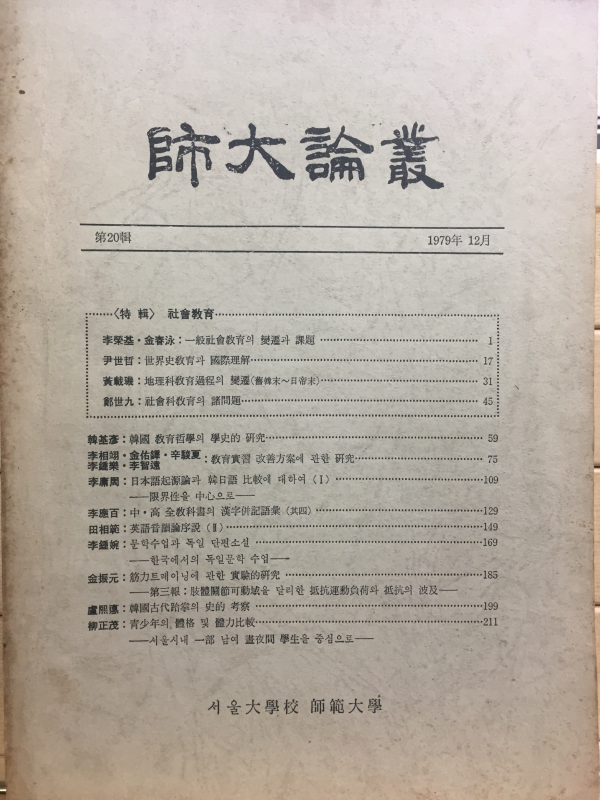 師大論叢
第20輯 1979年 12月
〈特 輯〉 社會敎育
李榮基·金春泳:一般社會敎育의 變遷과 課題 1
尹世哲:世界史敎育과 國際理解 17
黃載璣:地理科敎育過程의 變遷(舊韓末～日帝末) 31
鄭世九:社會科敎育의 諸問題 45
韓基彥:韓國 敎育哲學의 學史的 硏究 59
李相翊·金佑鐸·辛駿夏
李鍾樂·李智遠:敎育實習 改善方案에 관한 硏究 75
李庸周:日本語起源論과 韓日語 比較에 대하여 (Ⅰ) 109
——限界性을 中心으로——
李應百:中·高 全敎科書의 漢字倂記語彙 (其四) 129
田相範:英語音韻論序說 (Ⅱ) 149
李鍾婉:문학수업과 독일 단편소설 169
——한국에서의 독일문학 수업——
金振元:筋力트레이닝에 관한 實驗的硏究 185
——第三報:肢體關節可動域을 달리한 抵抗運動負荷와 抵抗의 波及——
盧熙悳:韓國古代跆拳의 史的 考察 199
柳正茂:靑少年의 體格 및 體力比較 211
——서울시내 一部 남여 晝夜間 學生을 중심으로——
서울大學校 師範大學